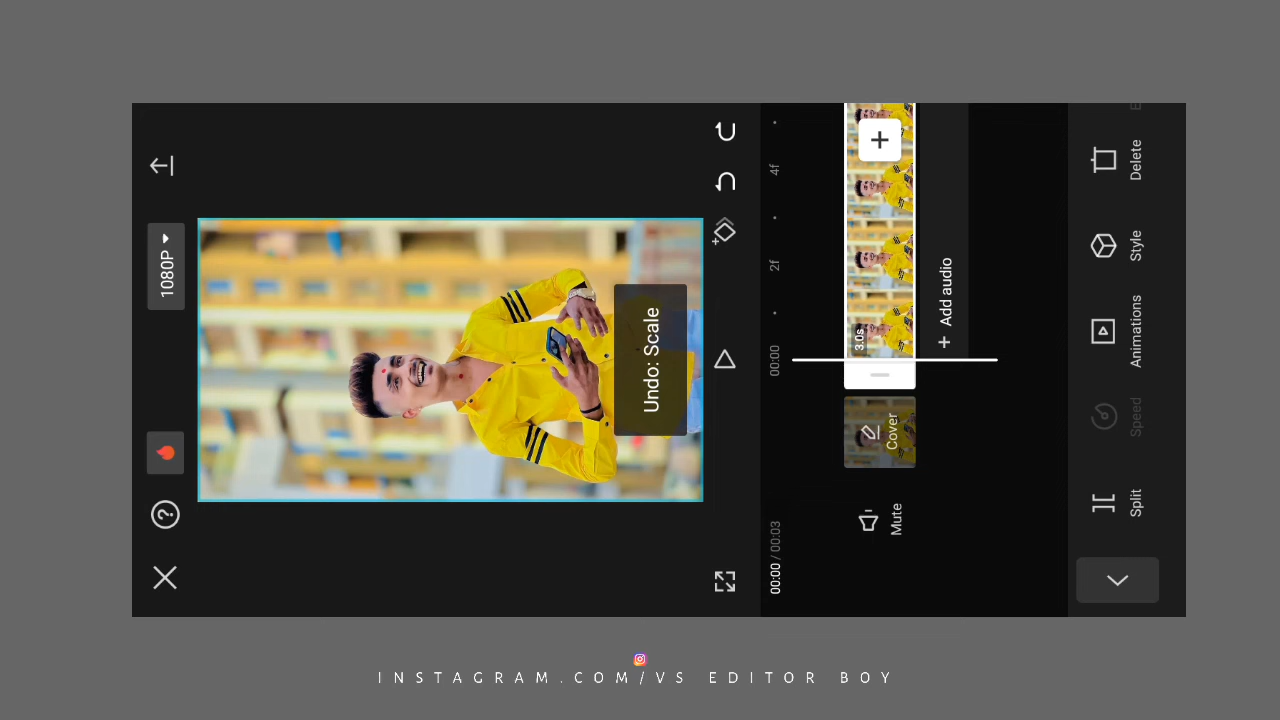 1080P
Undo: Scale
00:00 / 00:03
00:00
2f
4f
3.0s
Cover
Mute
+ Add audio
Split
Speed
Animations
Style
Delete
INSTAGRAM.COM/VS EDITOR BOY